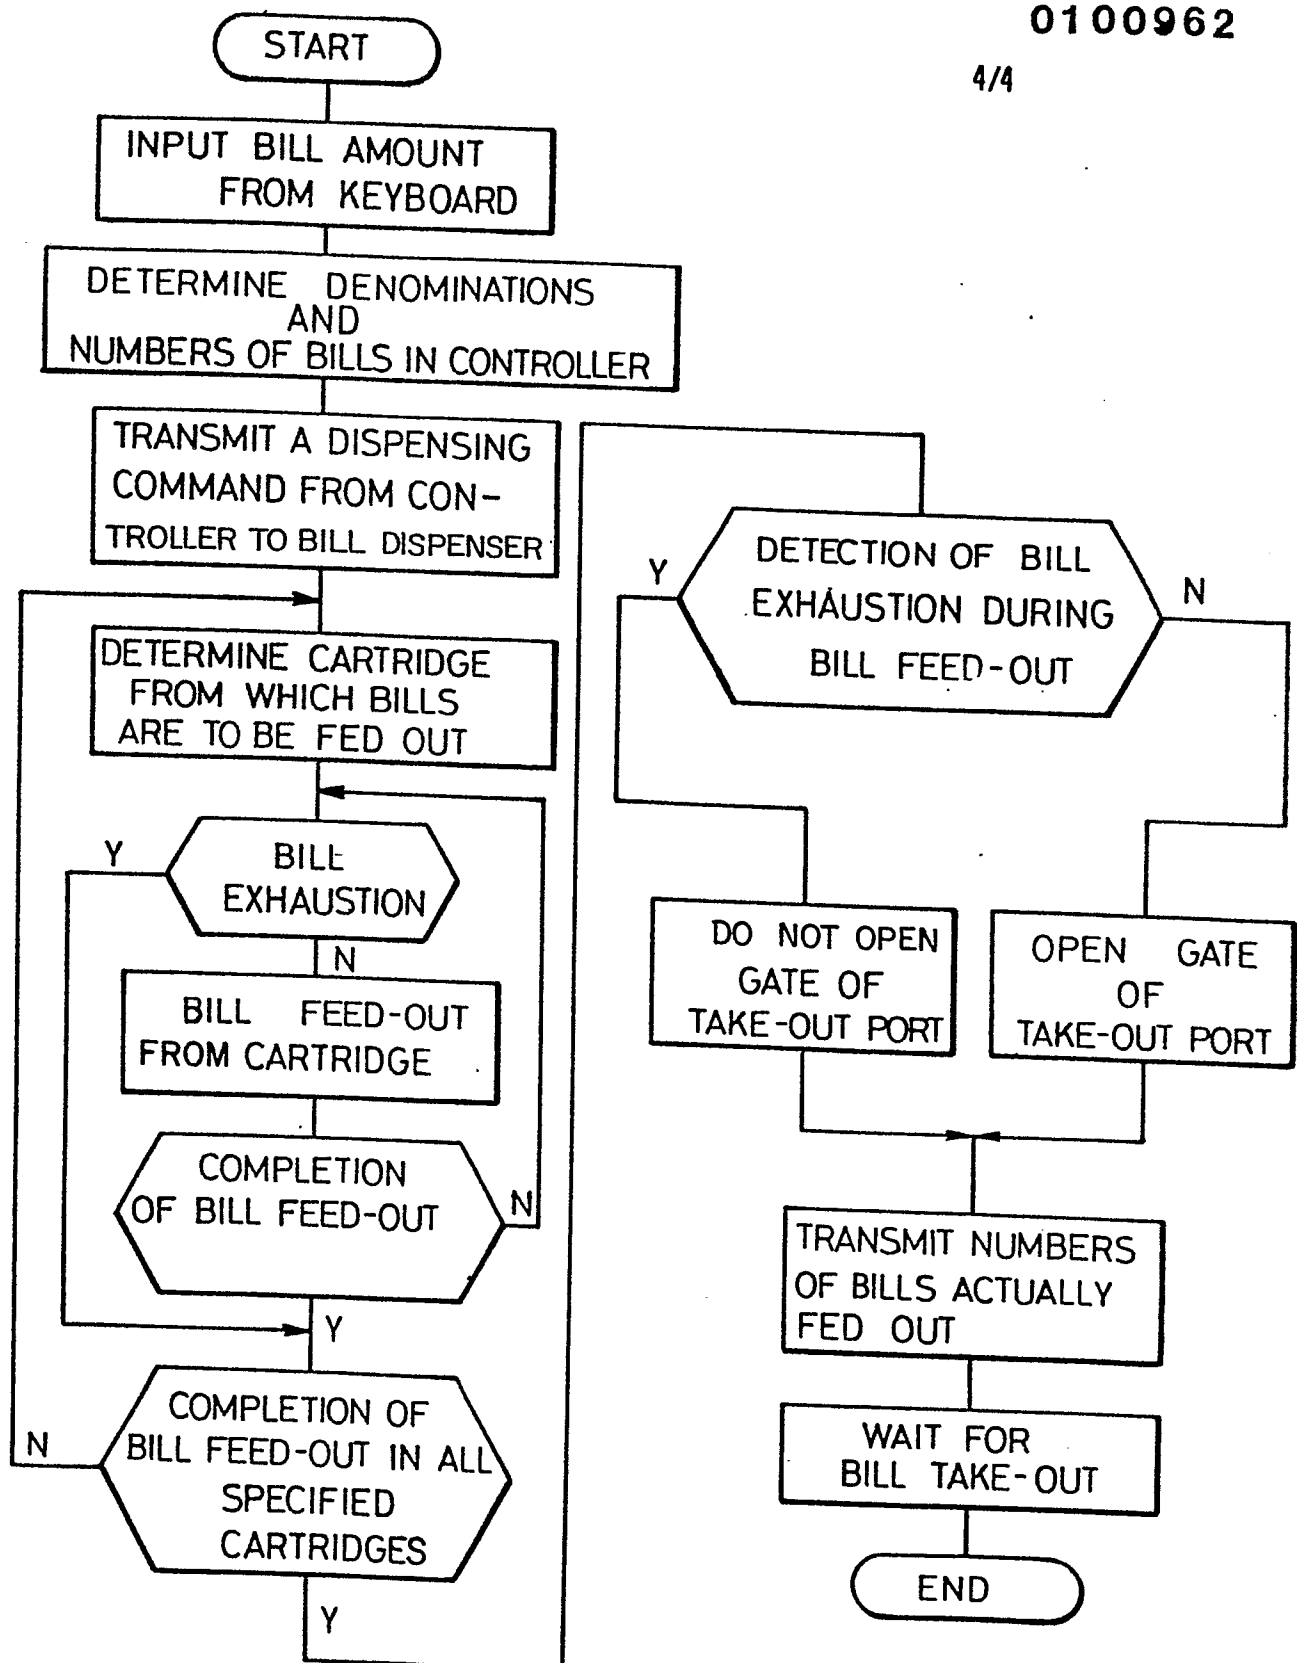 0100962
4/4
START
INPUT BILL AMOUNT
FROM KEYBOARD
DETERMINE DENOMINATIONS
AND
NUMBERS OF BILLS IN CONTROLLER
TRANSMIT A DISPENSING
COMMAND FROM CON-
TROLLER TO BILL DISPENSER
DETERMINE CARTRIDGE
FROM WHICH BILLS
ARE TO BE FED OUT
Y
BILL
EXHAUSTION
N
BILL FEED-OUT
FROM CARTRIDGE
COMPLETION
OF BILL FEED-OUT
N
Y
COMPLETION OF
BILL FEED-OUT IN ALL
SPECIFIED
CARTRIDGES
N
Y
DETECTION OF BILL
EXHAUSTION DURING
BILL FEED-OUT
Y
N
DO NOT OPEN
GATE OF
TAKE-OUT PORT
OPEN GATE
OF
TAKE-OUT PORT
TRANSMIT NUMBERS
OF BILLS ACTUALLY
FED OUT
WAIT FOR
BILL TAKE-OUT
END